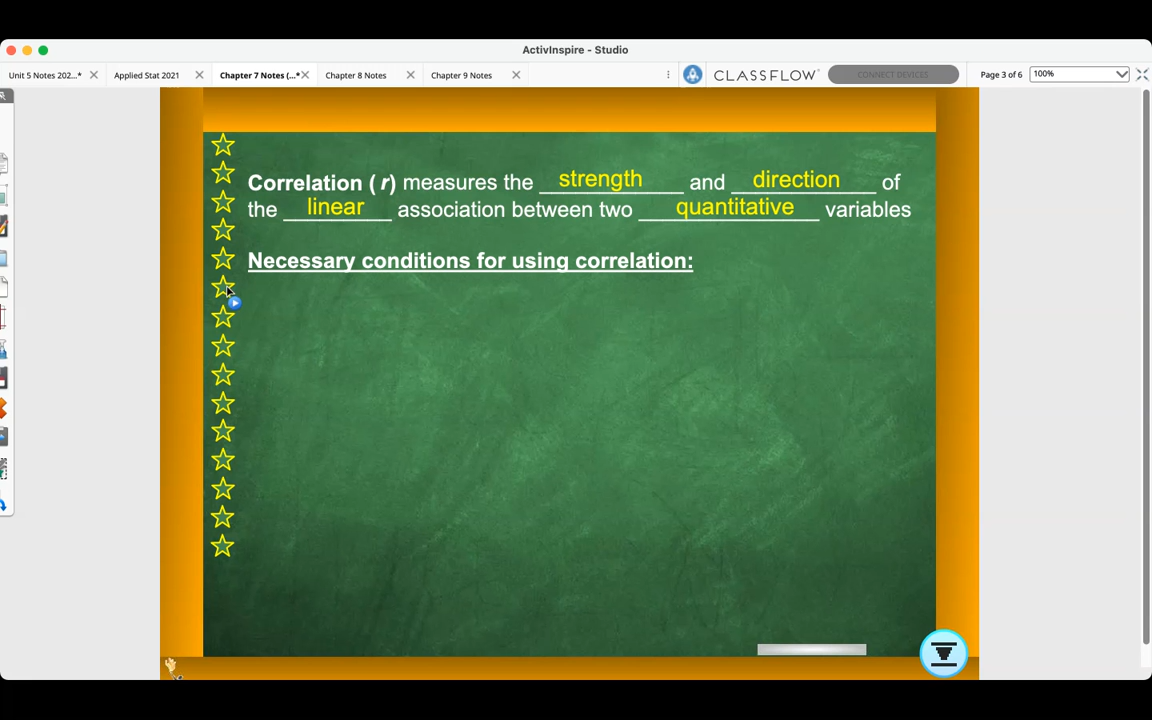 ActivInspire - Studio
Unit 5 Notes 202...* Applied Stat 2021 Chapter 7 Notes (...* Chapter 8 Notes Chapter 9 Notes CLASSFLOW CONNECT DEVICES Page 3 of 6 100%
Correlation ( r) measures the strength and direction of
the linear association between two quantitative variables
Necessary conditions for using correlation: